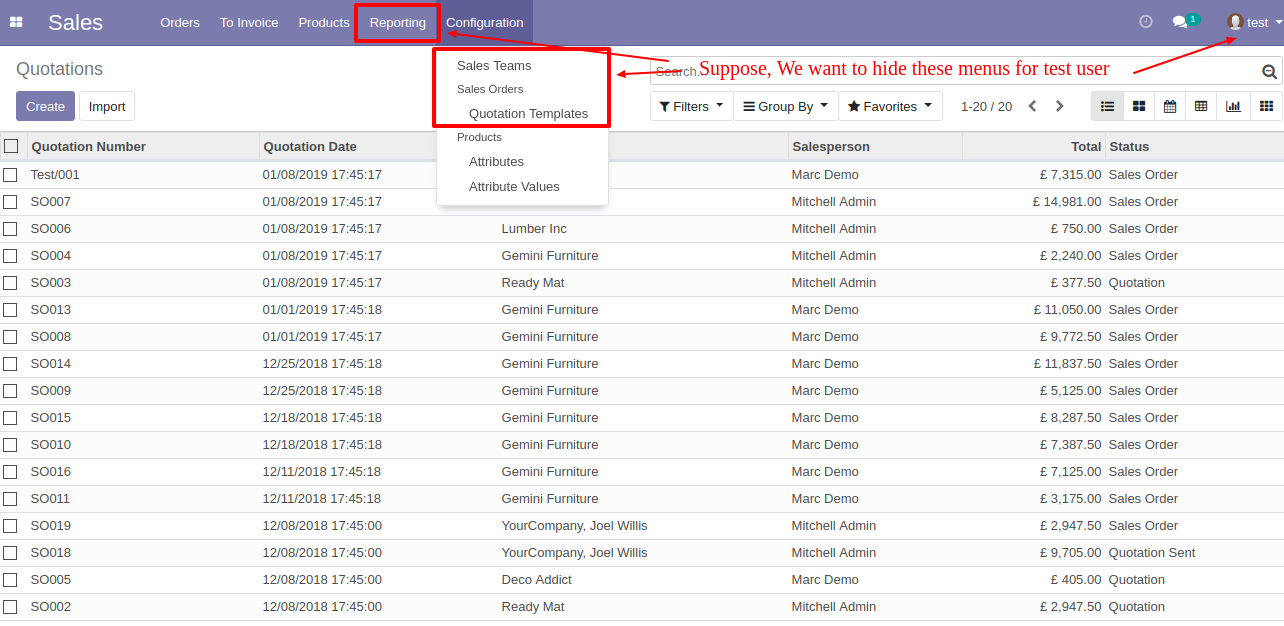 Sales Orders To Invoice Products Reporting Configuration 1 test
Quotations
Search... Suppose, We want to hide these menus for test user
Sales Teams
Sales Orders
Quotation Templates
Products
Attributes
Attribute Values
Create Import
Filters Group By Favorites 1-20 / 20
Quotation Number Quotation Date Salesperson Total Status
Test/001 01/08/2019 17:45:17 Marc Demo £ 7,315.00 Sales Order
SO007 01/08/2019 17:45:17 Mitchell Admin £ 14,981.00 Sales Order
SO006 01/08/2019 17:45:17 Lumber Inc Mitchell Admin £ 750.00 Sales Order
SO004 01/08/2019 17:45:17 Gemini Furniture Mitchell Admin £ 2,240.00 Sales Order
SO003 01/08/2019 17:45:17 Ready Mat Mitchell Admin £ 377.50 Quotation
SO013 01/01/2019 17:45:18 Gemini Furniture Marc Demo £ 11,050.00 Sales Order
SO008 01/01/2019 17:45:17 Gemini Furniture Marc Demo £ 9,772.50 Sales Order
SO014 12/25/2018 17:45:18 Gemini Furniture Marc Demo £ 11,837.50 Sales Order
SO009 12/25/2018 17:45:18 Gemini Furniture Marc Demo £ 5,125.00 Sales Order
SO015 12/18/2018 17:45:18 Gemini Furniture Marc Demo £ 8,287.50 Sales Order
SO010 12/18/2018 17:45:18 Gemini Furniture Marc Demo £ 7,387.50 Sales Order
SO016 12/11/2018 17:45:18 Gemini Furniture Marc Demo £ 7,125.00 Sales Order
SO011 12/11/2018 17:45:18 Gemini Furniture Marc Demo £ 3,175.00 Sales Order
SO019 12/08/2018 17:45:00 YourCompany, Joel Willis Mitchell Admin £ 2,947.50 Sales Order
SO018 12/08/2018 17:45:00 YourCompany, Joel Willis Mitchell Admin £ 9,705.00 Quotation Sent
SO005 12/08/2018 17:45:00 Deco Addict Marc Demo £ 405.00 Quotation
SO002 12/08/2018 17:45:00 Ready Mat Mitchell Admin £ 2,947.50 Quotation